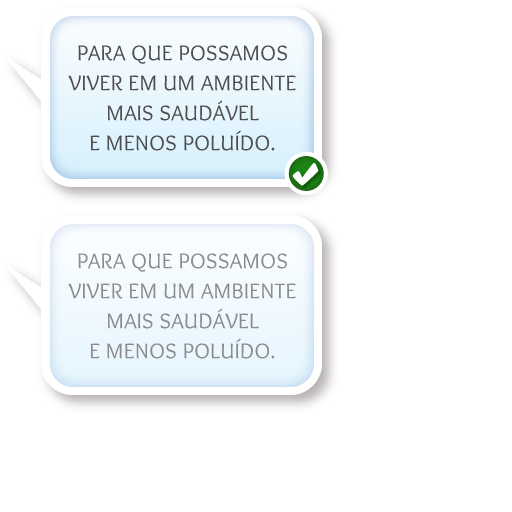 PARA QUE POSSAMOS
VIVER EM UM AMBIENTE
MAIS SAUDÁVEL
E MENOS POLUÍDO.
PARA QUE POSSAMOS
VIVER EM UM AMBIENTE
MAIS SAUDÁVEL
E MENOS POLUÍDO.